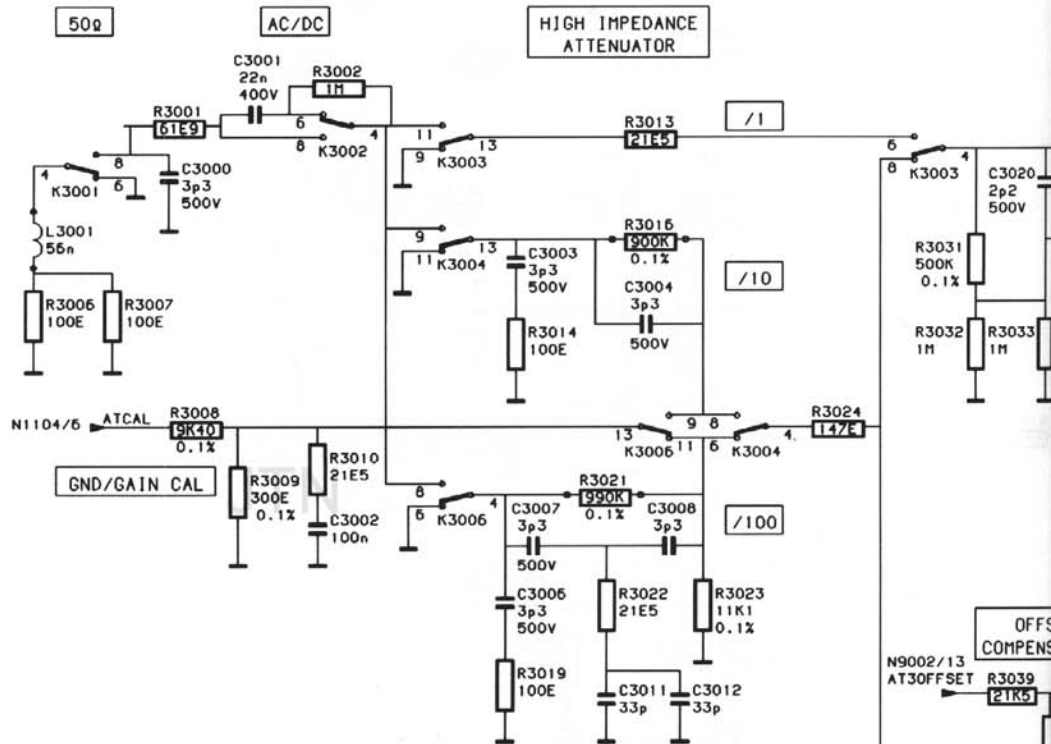 50Ω
AC/DC
HIGH IMPEDANCE
ATTENUATOR
C3001
22n
400V
R3002
1M
R3001
61E9
6
4
8
K3002
11
9
13
K3003
R3013
21E5
/1
6
8
4
K3003
8
4
6
K3001
C3000
3p3
500V
C3020
2p2
500V
L3001
56n
9
11
13
K3004
C3003
3p3
500V
R3016
900K
0.1%
C3004
3p3
500V
/10
R3031
500K
0.1%
R3006
100E
R3007
100E
R3014
100E
R3032
1M
R3033
1M
N1104/6
ATCAL
R3008
9K40
0.1%
13
9
8
11
6
K3006
K3004
4
R3024
147E
GND/GAIN CAL
R3009
300E
0.1%
R3010
21E5
C3002
100n
8
6
4
K3006
R3021
990K
0.1%
/100
C3007
3p3
500V
C3008
3p3
C3006
3p3
500V
R3022
21E5
R3023
11K1
0.1%
R3019
100E
C3011
33p
C3012
33p
OFFS
COMPENS
N9002/13
AT3OFFSET
R3039
21K5